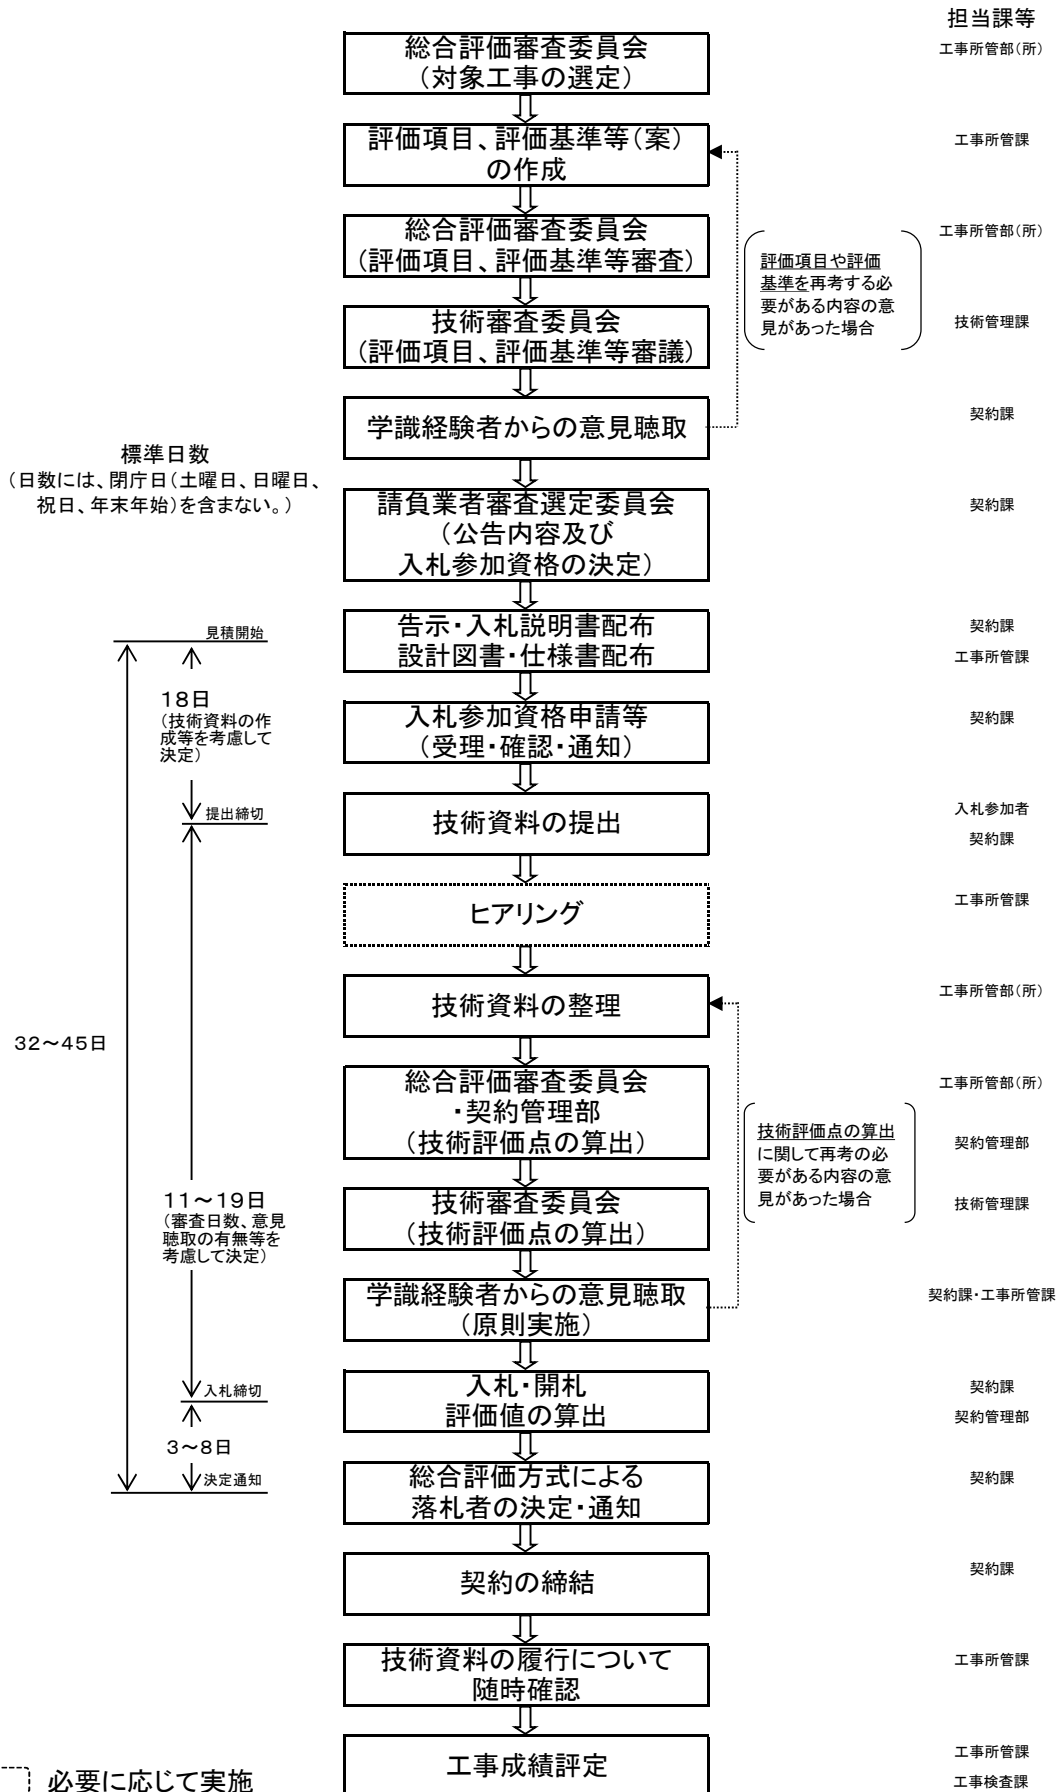 担当課等
総合評価審査委員会
（対象工事の選定）
工事所管部（所）
評価項目、評価基準等（案）
の作成
工事所管課
総合評価審査委員会
（評価項目、評価基準等審査）
工事所管部（所）
評価項目や評価
基準を再考する必
要がある内容の意
見があった場合
技術審査委員会
（評価項目、評価基準等審議）
技術管理課
学識経験者からの意見聴取
契約課
標準日数
（日数には、閉庁日（土曜日、日曜日、
祝日、年末年始）を含まない。）
請負業者審査選定委員会
（公告内容及び
入札参加資格の決定）
契約課
見積開始
告示・入札説明書配布
設計図書・仕様書配布
契約課
工事所管課
18日
（技術資料の作
成等を考慮して
決定）
入札参加資格申請等
（受理・確認・通知）
契約課
提出締切
技術資料の提出
入札参加者
契約課
ヒアリング
工事所管課
技術資料の整理
工事所管部（所）
32～45日
総合評価審査委員会
・契約管理部
（技術評価点の算出）
工事所管部（所）
契約管理部
技術評価点の算出
に関して再考の必
要がある内容の意
見があった場合
11～19日
（審査日数、意見
聴取の有無等を
考慮して決定）
技術審査委員会
（技術評価点の算出）
技術管理課
学識経験者からの意見聴取
（原則実施）
契約課・工事所管課
入札締切
入札・開札
評価値の算出
契約課
契約管理部
3～8日
決定通知
総合評価方式による
落札者の決定・通知
契約課
契約の締結
契約課
技術資料の履行について
随時確認
工事所管課
工事成績評定
工事所管課
工事検査課
必要に応じて実施